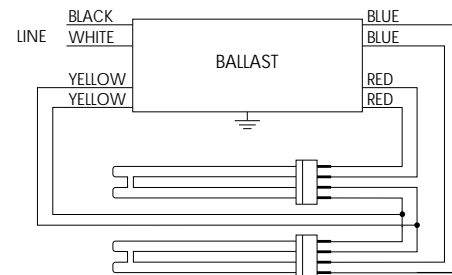 BLACK
BLUE
LINE
WHITE
BLUE
BALLAST
YELLOW
RED
YELLOW
RED